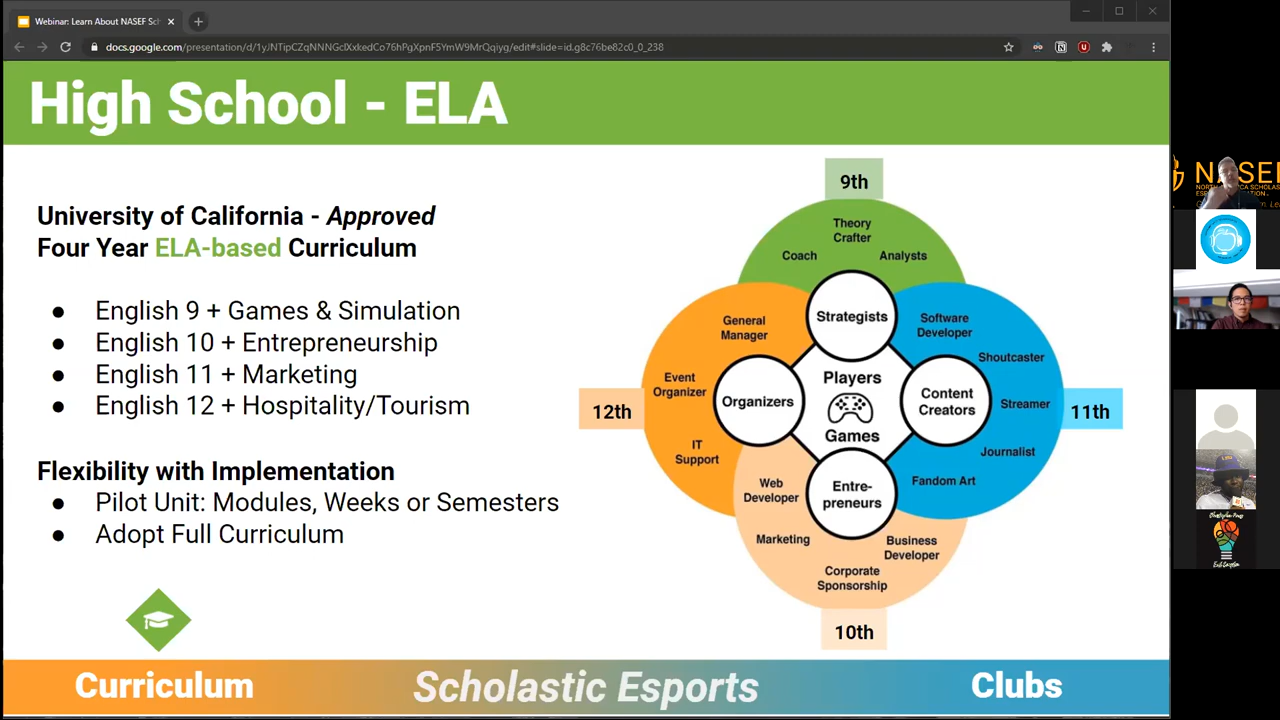 Webinar: Learn About NASEF Sch
docs.google.com/presentation/d/1yJNTipCZqNNNGclXxkedCo76hPgXpnF5YmW9MrQqiyg/edit#slide=id.g8c76be82c0_0_238
High School - ELA
University of California - Approved
Four Year ELA-based Curriculum
● English 9 + Games & Simulation
● English 10 + Entrepreneurship
● English 11 + Marketing
● English 12 + Hospitality/Tourism
Flexibility with Implementation
● Pilot Unit: Modules, Weeks or Semesters
● Adopt Full Curriculum
9th
Theory
Crafter
Coach
Analysts
Strategists
General
Manager
Event
Organizer
IT
Support
Organizers
12th
Players
Games
Software
Developer
Shoutcaster
Streamer
Journalist
Fandom Art
Content
Creators
11th
Entre-
preneurs
Web
Developer
Marketing
Business
Developer
Corporate
Sponsorship
10th
Curriculum
Scholastic Esports
Clubs
NASEF